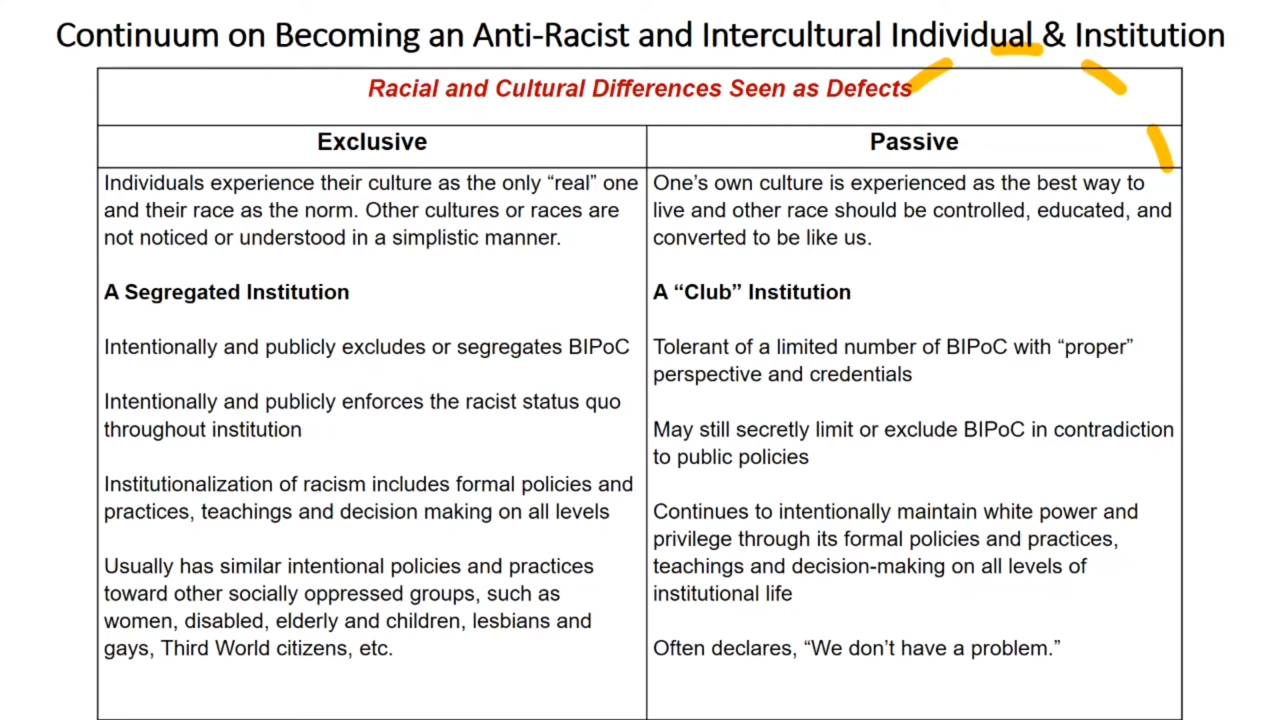 Continuum on Becoming an Anti-Racist and Intercultural Individual & Institution
Racial and Cultural Differences Seen as Defects
Exclusive
Individuals experience their culture as the only “real” one
and their race as the norm. Other cultures or races are
not noticed or understood in a simplistic manner.
A Segregated Institution
Intentionally and publicly excludes or segregates BIPoC
Intentionally and publicly enforces the racist status quo
throughout institution
Institutionalization of racism includes formal policies and
practices, teachings and decision making on all levels
Usually has similar intentional policies and practices
toward other socially oppressed groups, such as
women, disabled, elderly and children, lesbians and
gays, Third World citizens, etc.
Passive
One’s own culture is experienced as the best way to
live and other race should be controlled, educated, and
converted to be like us.
A “Club” Institution
Tolerant of a limited number of BIPoC with “proper”
perspective and credentials
May still secretly limit or exclude BIPoC in contradiction
to public policies
Continues to intentionally maintain white power and
privilege through its formal policies and practices,
teachings and decision-making on all levels of
institutional life
Often declares, “We don’t have a problem.”